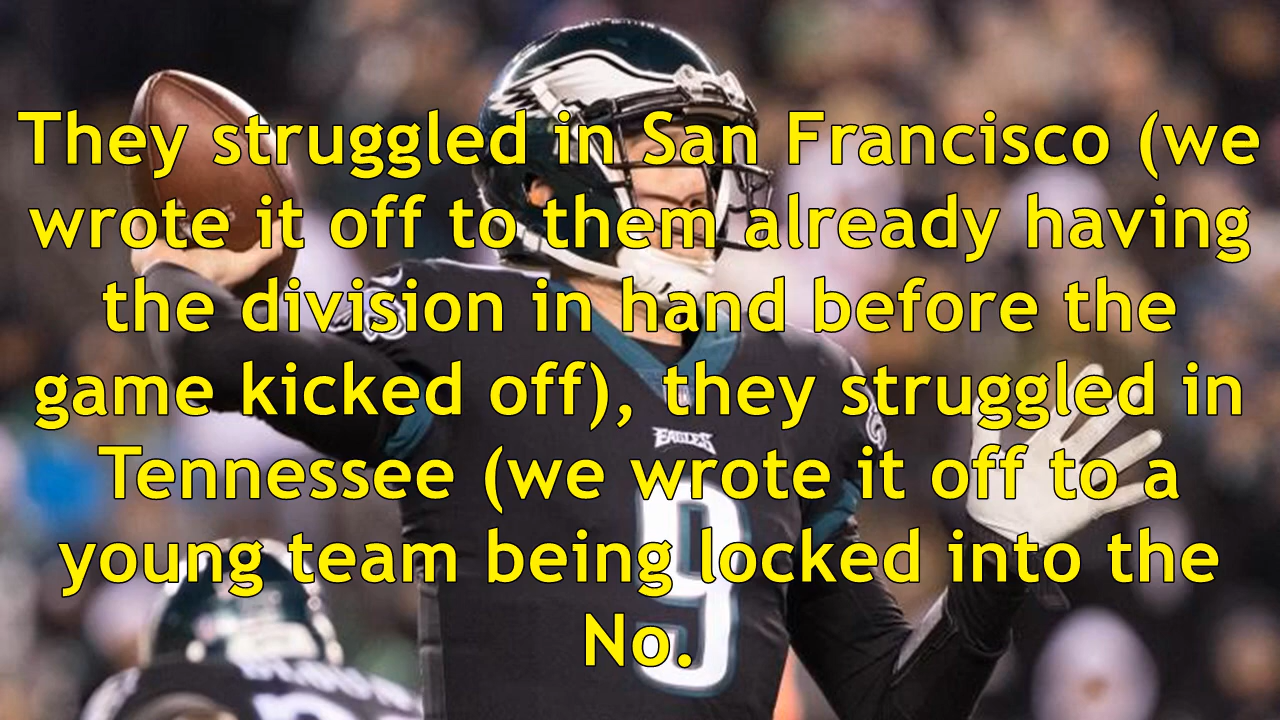 They struggled in San Francisco (we
wrote it off to them already having
the division in hand before the
game kicked off), they struggled in
Tennessee (we wrote it off to a
young team being locked into the
No.
EAGLES
9